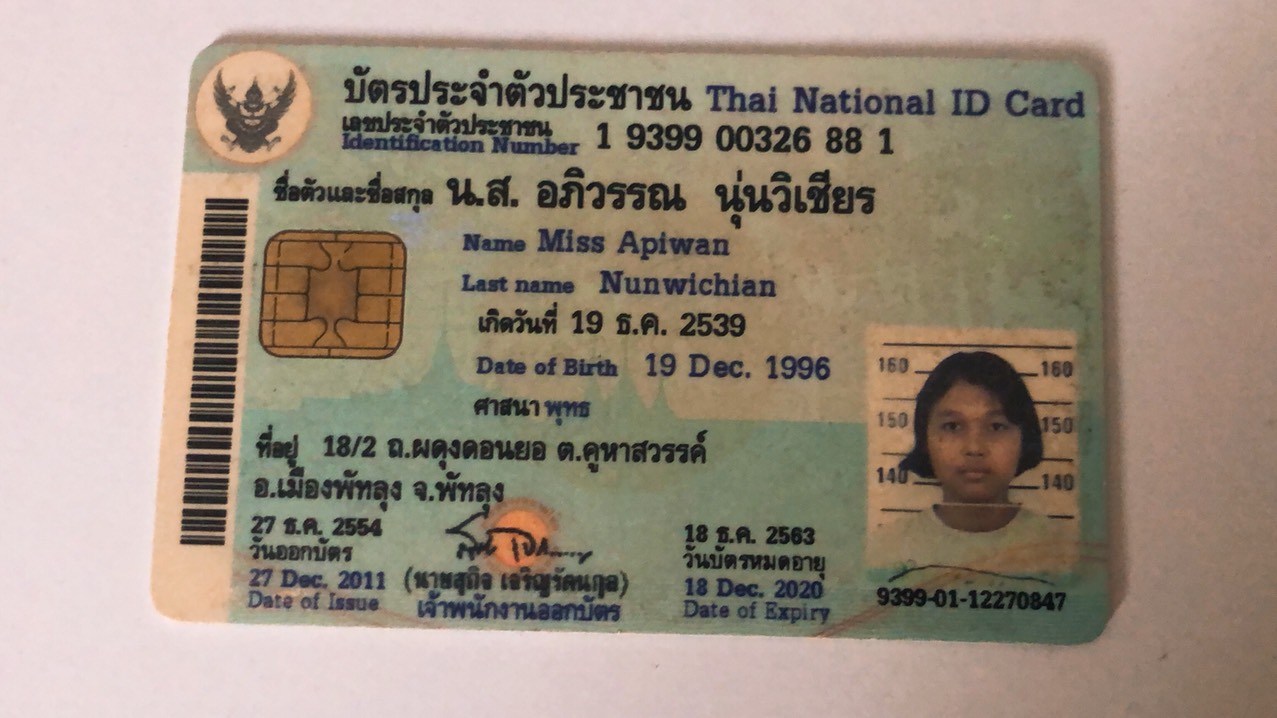 บัตรประจำตัวประชาชน Thai National ID Card
เลขประจำตัวประชาชน
Identification Number 1 9399 00326 88 1
ชื่อตัวและชื่อสกุล น.ส. อภิวรรณ นุ่นวิเชียร
Name Miss Apiwan
Last name Nunwichian
เกิดวันที่ 19 ธ.ค. 2539
Date of Birth 19 Dec. 1996
ศาสนา พุทธ
ที่อยู่ 18/2 ถ.ผดุงดอนยอ ต.คูหาสวรรค์
อ.เมืองพัทลุง จ.พัทลุง
27 ธ.ค. 2554
วันออกบัตร
27 Dec. 2011
Date of Issue
(นายสุกิจ เจริญรัตนกุล)
เจ้าพนักงานออกบัตร
18 ธ.ค. 2563
วันบัตรหมดอายุ
18 Dec. 2020
Date of Expiry
160 160
150 150
140 140
9399-01-12270847